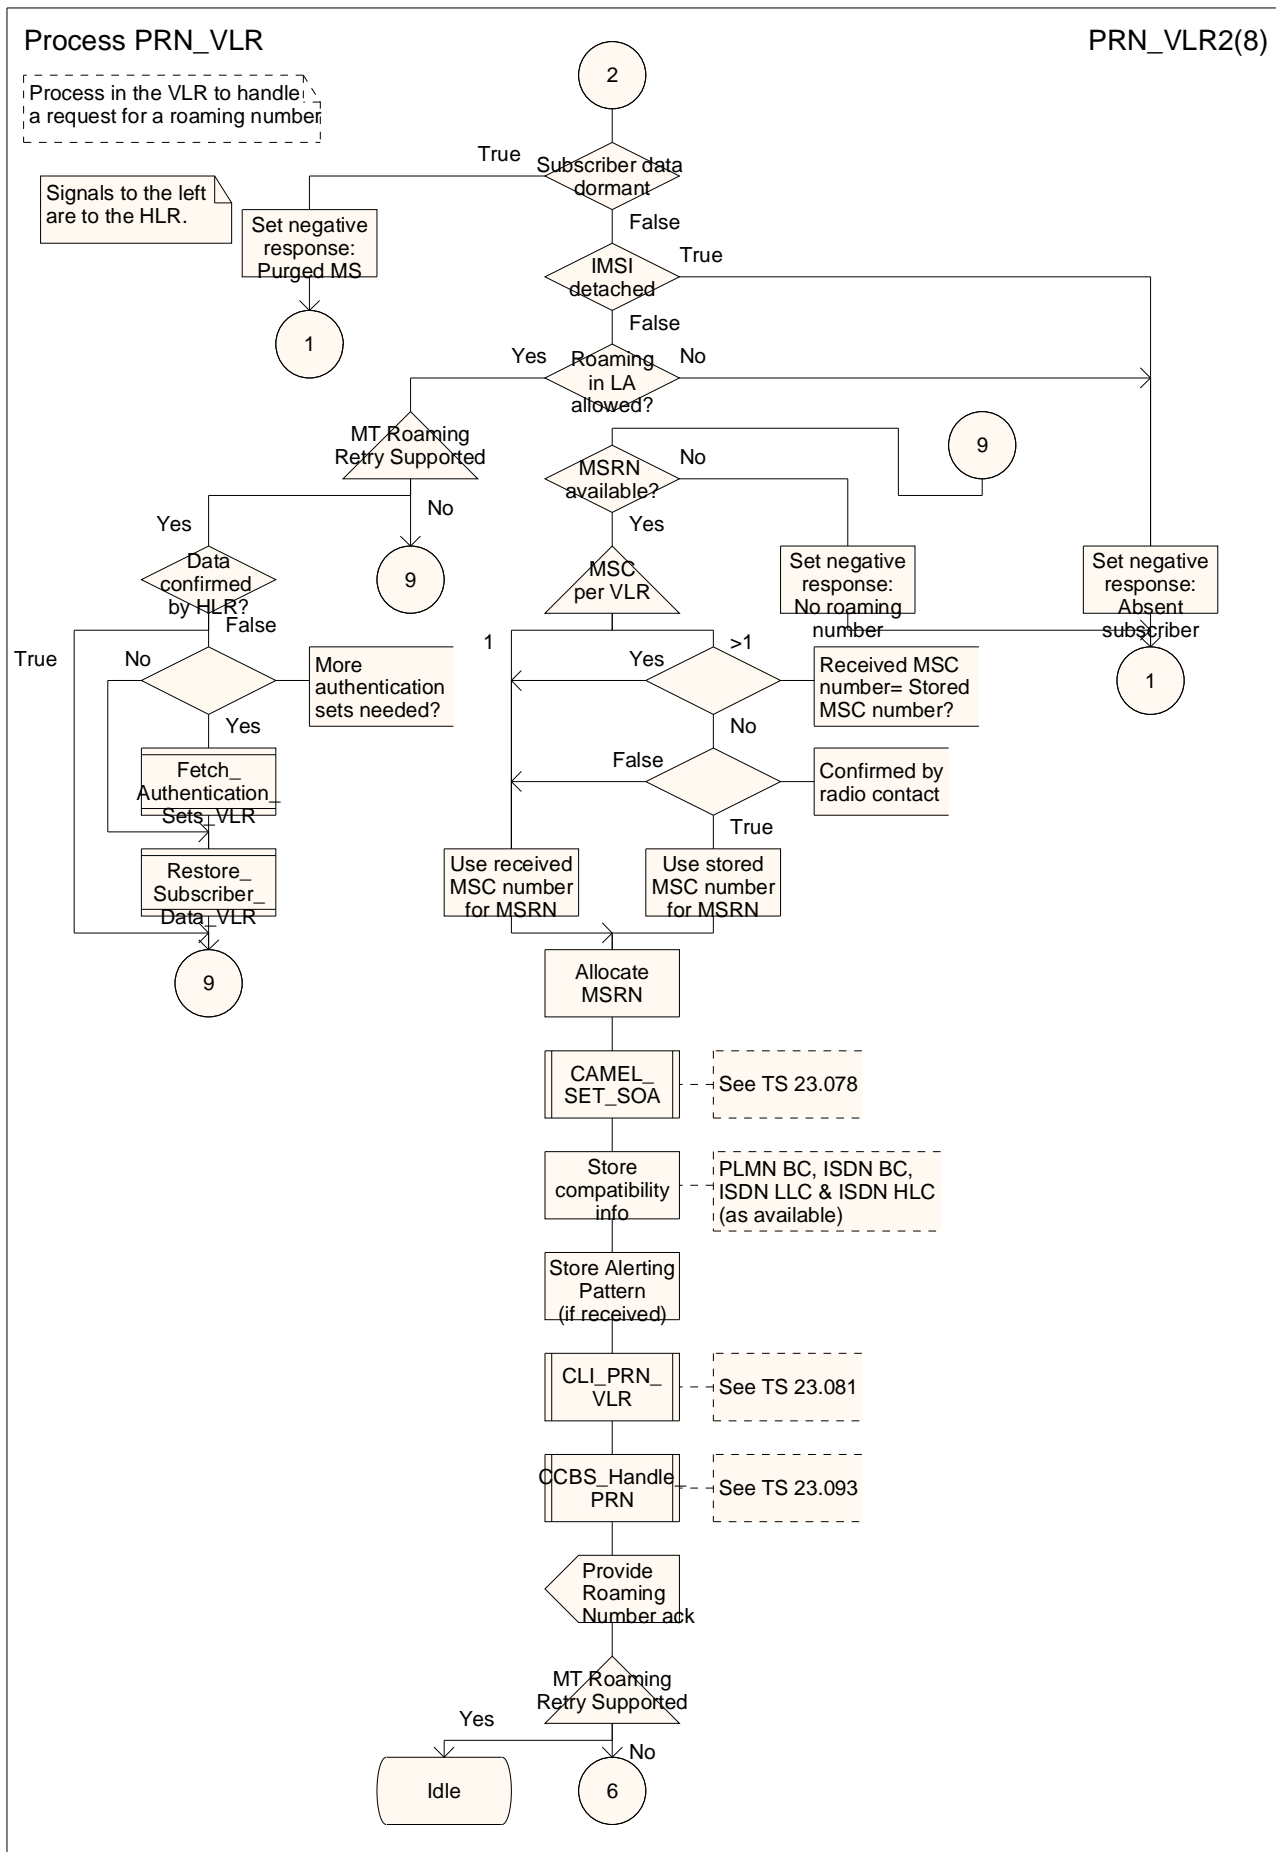 Process PRN_VLR
PRN_VLR2(8)
2
Process in the VLR to handle
a request for a roaming number
True
Subscriber data
dormant
Signals to the left
are to the HLR.
Set negative
response:
Purged MS
False
IMSI
detached
True
1
False
Yes
Roaming
in LA
allowed?
No
MT Roaming
Retry Supported
MSRN
available?
No
9
Yes
No
Yes
Data
confirmed
by HLR?
9
MSC
per VLR
Set negative
response:
No roaming
number
Set negative
response:
Absent
subscriber
False
True
No
More
authentication
sets needed?
1
Yes
>1
Received MSC
number= Stored
MSC number?
1
Yes
No
Fetch_
Authentication_
Sets_VLR
False
Confirmed by
radio contact
True
Restore_
Subscriber_
Data_VLR
Use received
MSC number
for MSRN
Use stored
MSC number
for MSRN
9
Allocate
MSRN
CAMEL_
SET_SOA
See TS 23.078
Store
compatibility
info
PLMN BC, ISDN BC,
ISDN LLC & ISDN HLC
(as available)
Store Alerting
Pattern
(if received)
CLI_PRN_
VLR
See TS 23.081
CCBS_Handle_
PRN
See TS 23.093
Provide
Roaming
Number ack
MT Roaming
Retry Supported
Yes
No
Idle
6